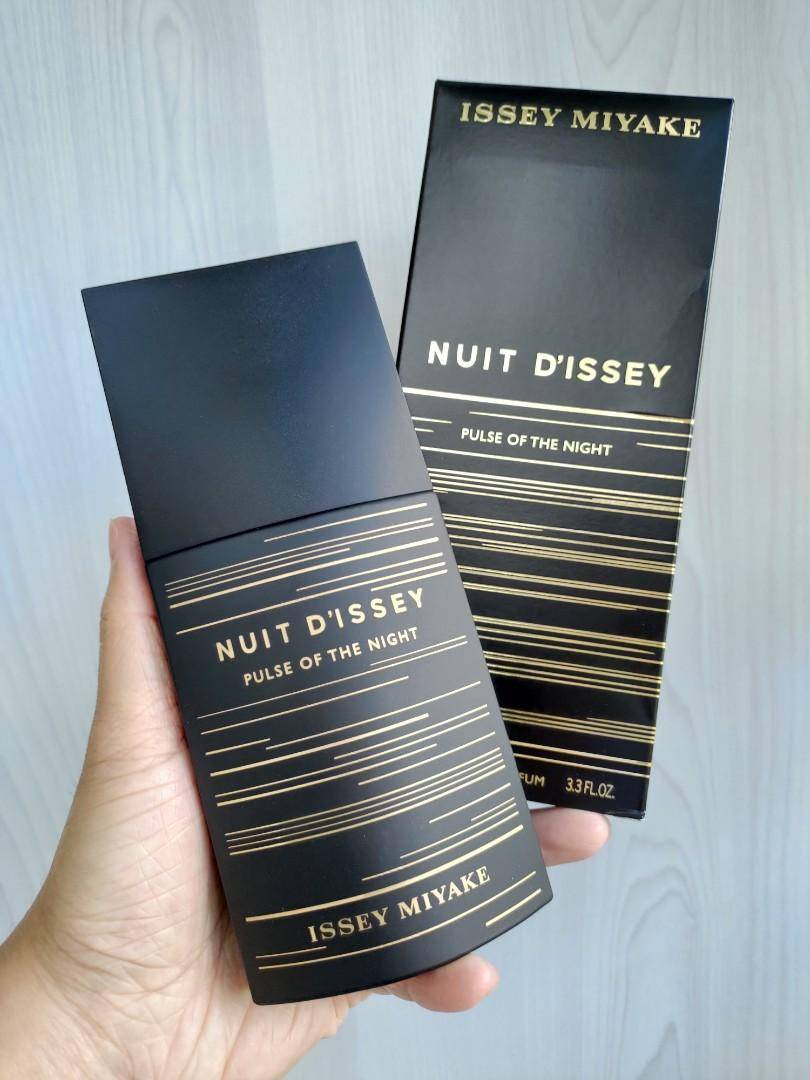 ISSEY MIYAKE
NUIT D'ISSEY
PULSE OF THE NIGHT
3.3 FL.OZ.
NUIT D'ISSEY
PULSE OF THE NIGHT
ISSEY MIYAKE